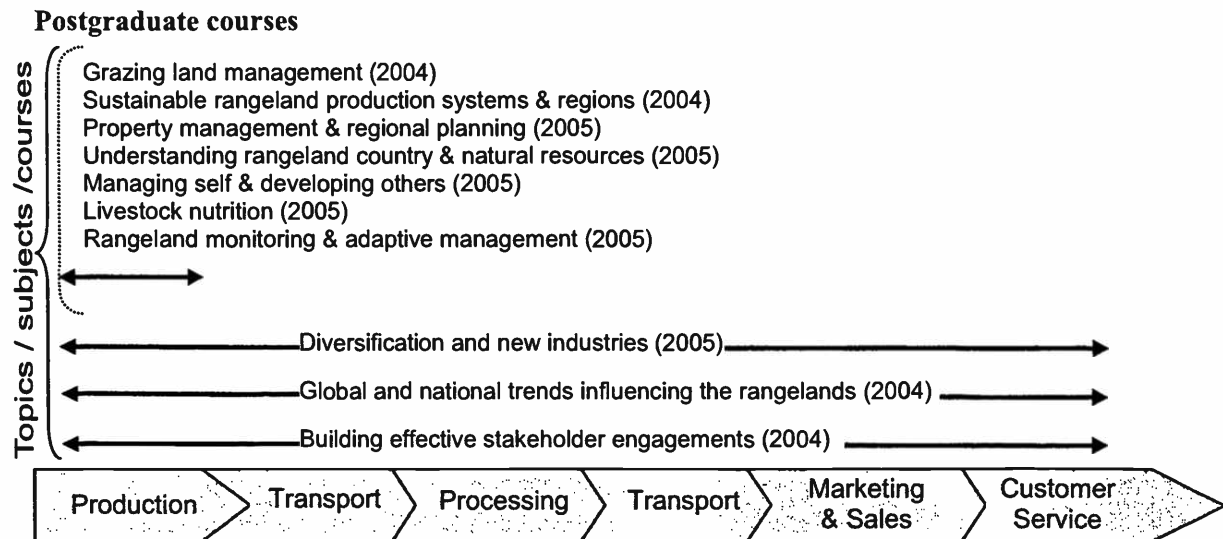 Postgraduate courses
Topics / subjects /courses
Grazing land management (2004)
Sustainable rangeland production systems & regions (2004)
Property management & regional planning (2005)
Understanding rangeland country & natural resources (2005)
Managing self & developing others (2005)
Livestock nutrition (2005)
Rangeland monitoring & adaptive management (2005)
Diversification and new industries (2005)
Global and national trends influencing the rangelands (2004)
Building effective stakeholder engagements (2004)
Production
Transport
Processing
Transport
Marketing
& Sales
Customer
Service